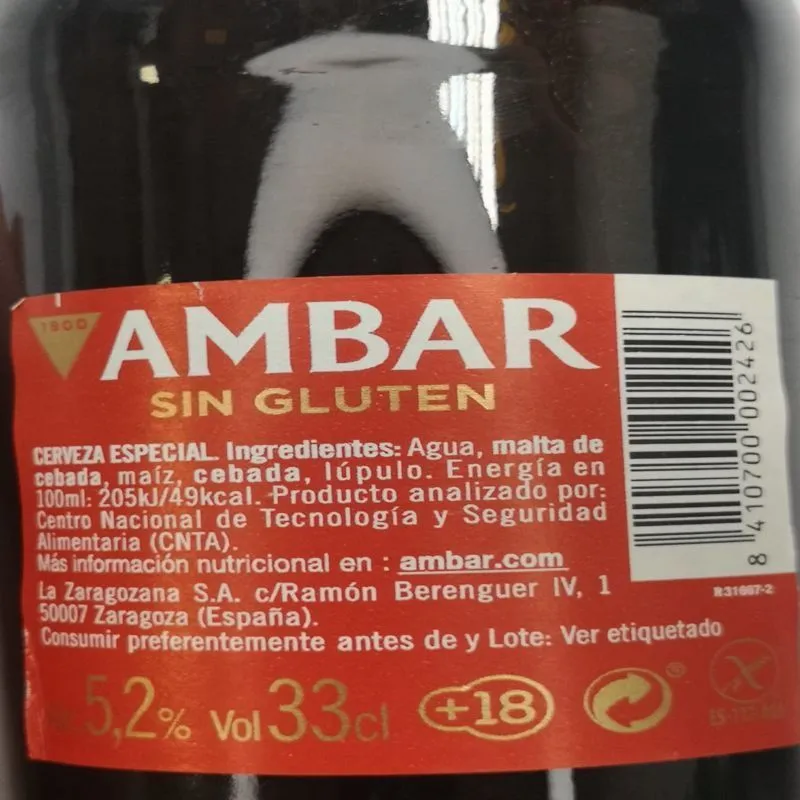 1900
AMBAR
SIN GLUTEN
CERVEZA ESPECIAL. Ingredientes: Agua, malta de
cebada, maíz, cebada, lúpulo. Energía en
100ml: 205kJ/49kcal. Producto analizado por:
Centro Nacional de Tecnología y Seguridad
Alimentaria (CNTA).
Más información nutricional en : ambar.com
La Zaragozana S.A. c/Ramón Berenguer IV, 1
50007 Zaragoza (España).
Consumir preferentemente antes de y Lote: Ver etiquetado
5,2% Vol 33cl +18 ®
8 410700 002426